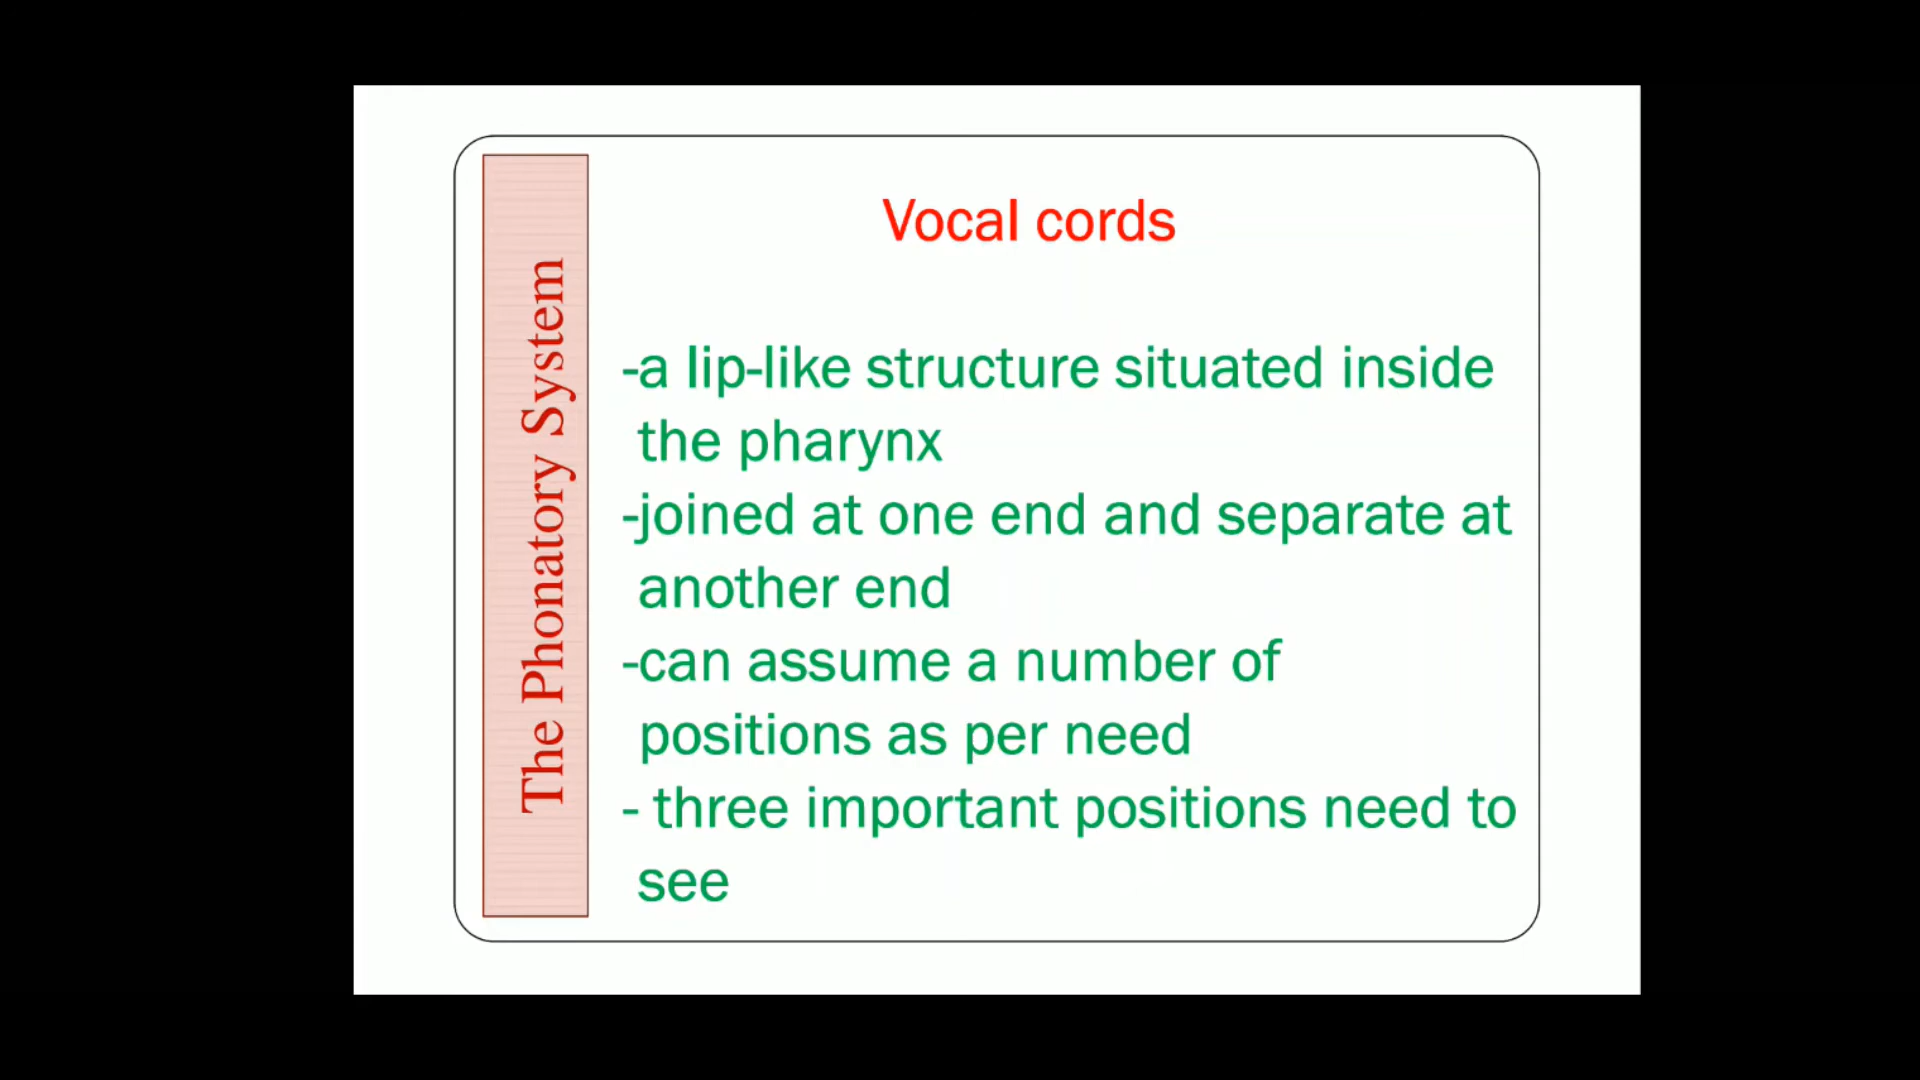 The Phonatory System
Vocal cords
-a lip-like structure situated inside
the pharynx
-joined at one end and separate at
another end
-can assume a number of
positions as per need
- three important positions need to
see